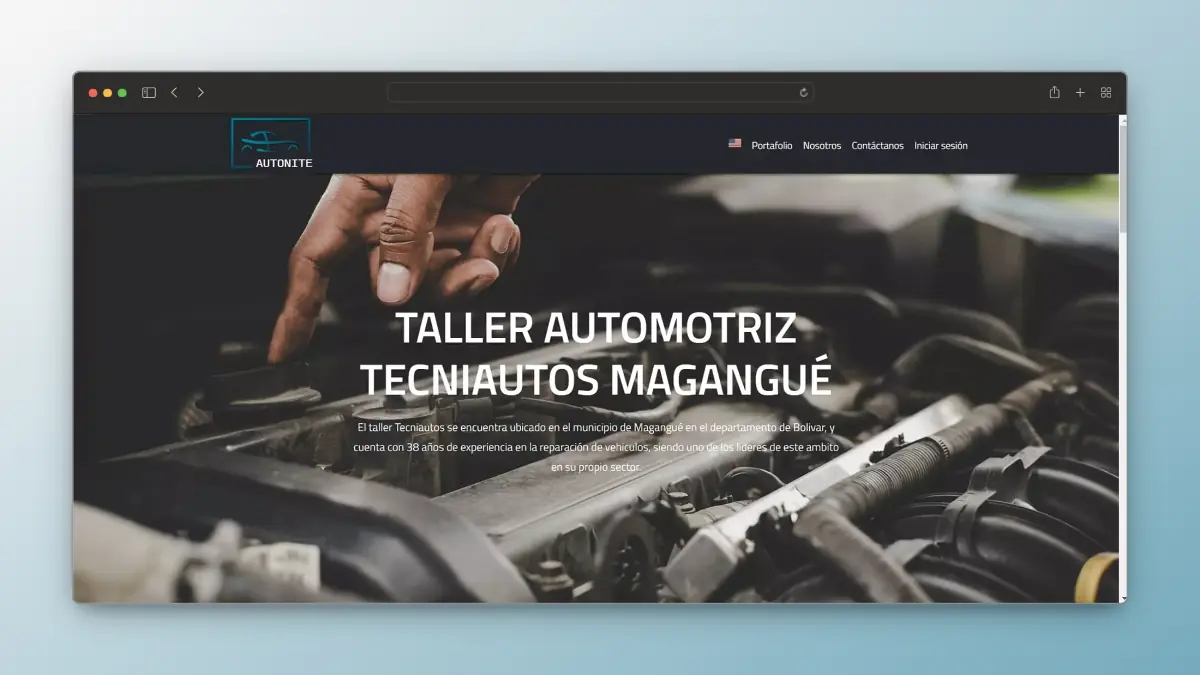 AUTONITE
Portafolio Nosotros Contáctanos Iniciar sesión
TALLER AUTOMOTRIZ
TECNIAUTOS MAGANGUÉ
El taller Tecniautos se encuentra ubicado en el municipio de Magangué en el departamento de Bolivar, y
cuenta con 38 años de experiencia en la reparación de vehiculos, siendo uno de los lideres de este ambito
en su propio sector.